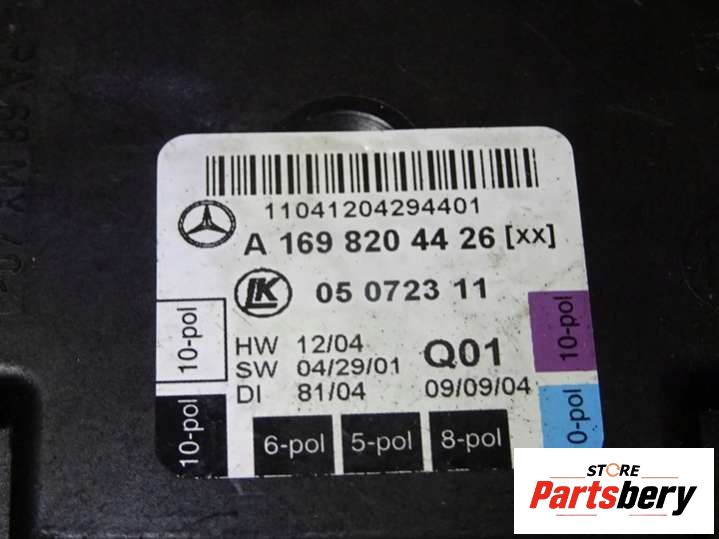 11041204294401
A 169 820 44 26 [xx]
LK 05 0723 11
HW 12/04
SW 04/29/01
DI 81/04
Q01
09/09/04
10-pol
10-pol
10-pol
0-pol
6-pol
5-pol
8-pol
STORE
Partsbery